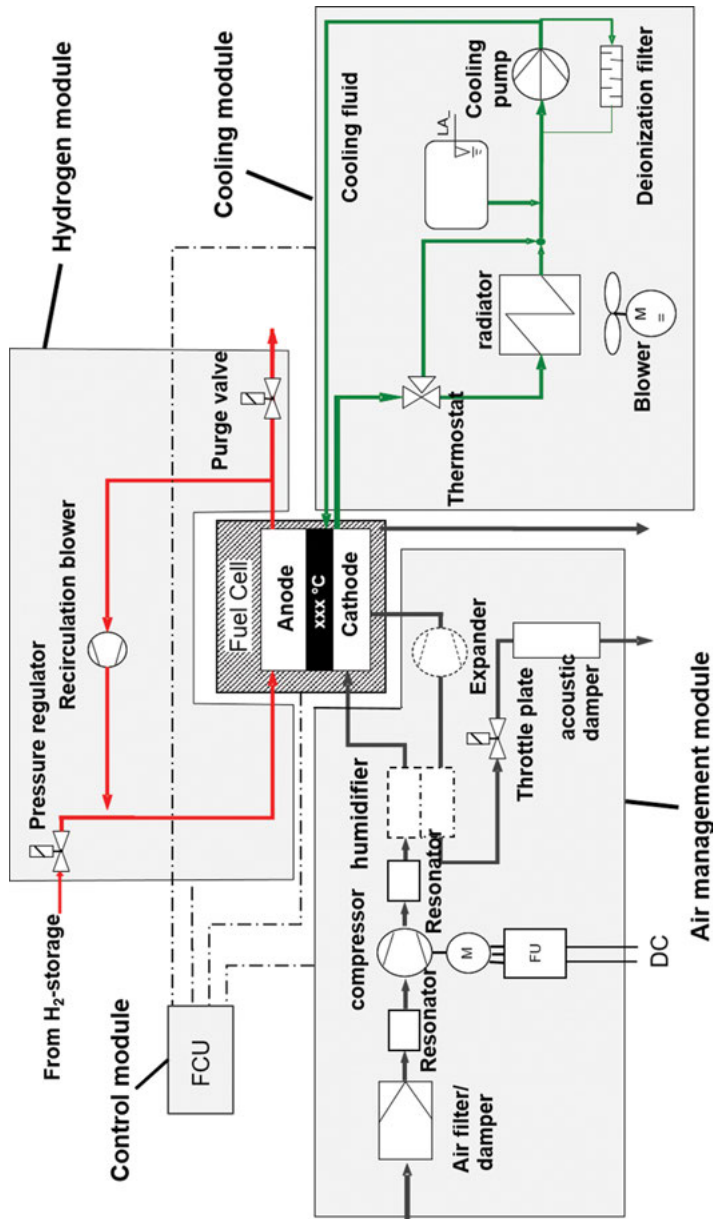 Hydrogen module
Cooling module
Pressure regulator
Recirculation blower
Purge valve
From H₂-storage
Control module
FCU
Fuel Cell
Anode
xxx °C
Cathode
Cooling fluid
Cooling
pump
LA_
Deionization filter
radiator
Thermostat
Blower
M
=
compressor
humidifier
Resonator
Resonator
Expander
Throttle plate
acoustic
damper
Air filter/
damper
M
FU
DC
Air management module